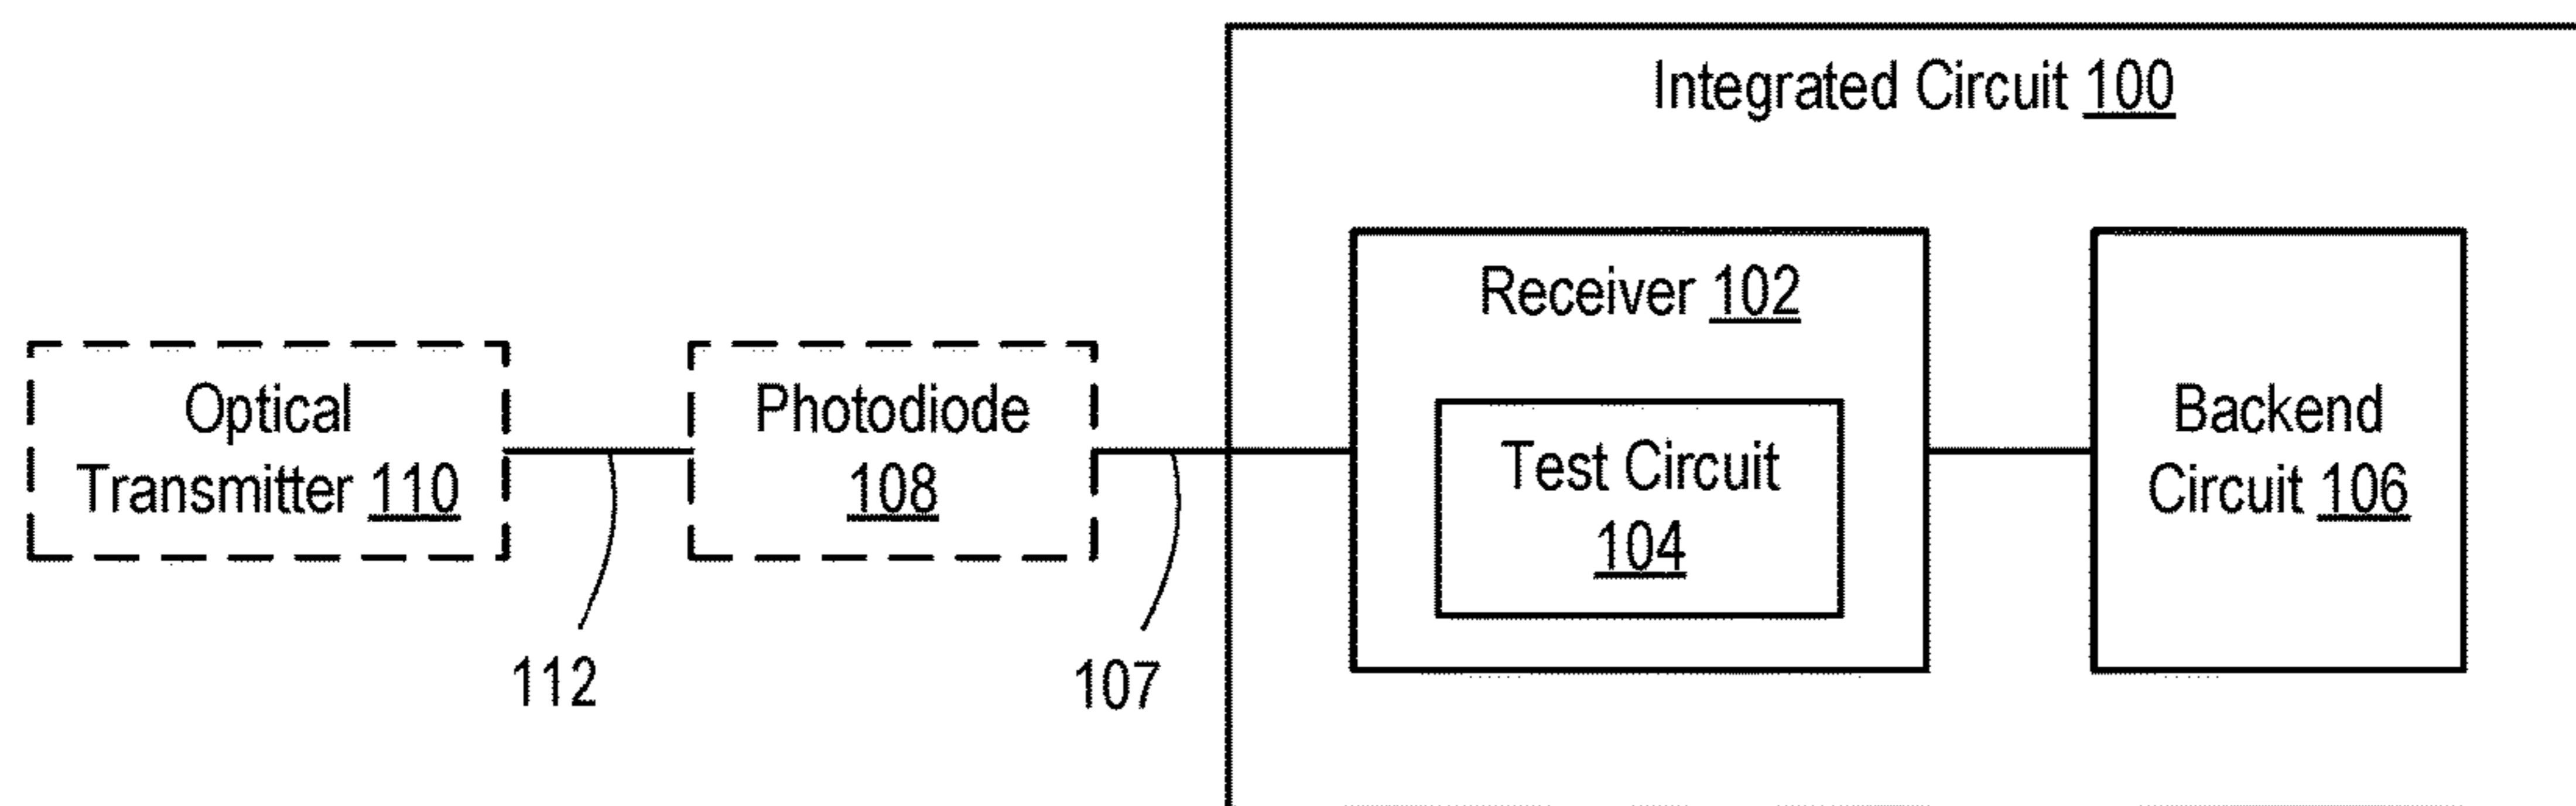 Integrated Circuit 100
Receiver 102
Optical
Transmitter 110
Photodiode
108
Test Circuit
104
Backend
Circuit 106
112
107